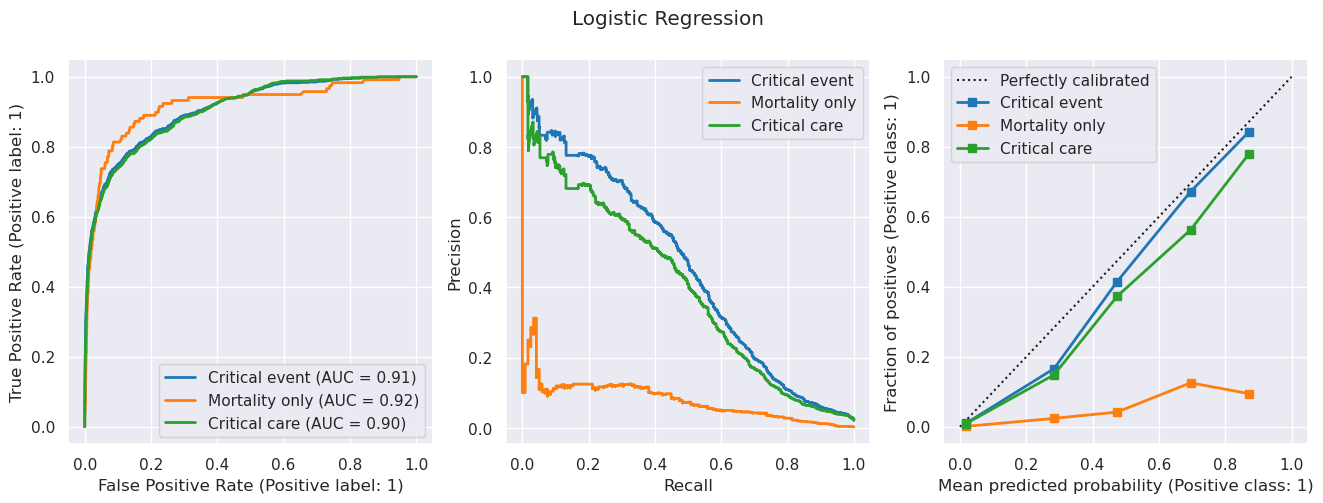 Logistic Regression
True Positive Rate (Positive label: 1)
1.0
0.8
0.6
0.4
0.2
0.0
Critical event (AUC = 0.91)
Mortality only (AUC = 0.92)
Critical care (AUC = 0.90)
0.0 0.2 0.4 0.6 0.8 1.0
False Positive Rate (Positive label: 1)
Precision
1.0
0.8
0.6
0.4
0.2
0.0
Critical event
Mortality only
Critical care
0.0 0.2 0.4 0.6 0.8 1.0
Recall
Fraction of positives (Positive class: 1)
1.0
0.8
0.6
0.4
0.2
0.0
Perfectly calibrated
Critical event
Mortality only
Critical care
0.0 0.2 0.4 0.6 0.8 1.0
Mean predicted probability (Positive class: 1)